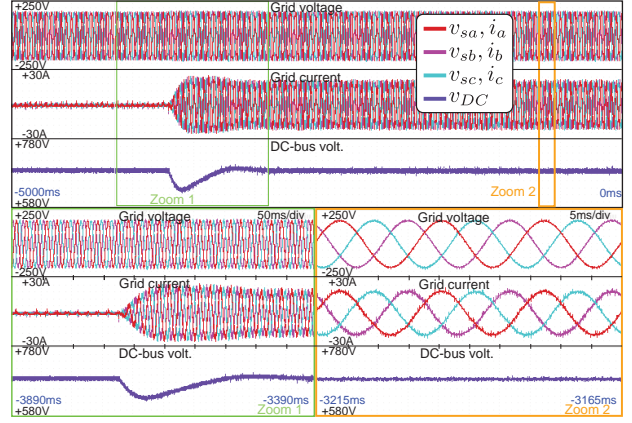 +250V
Grid voltage
-250V
v_sa, i_a
v_sb, i_b
v_sc, i_c
v_DC
+30A
Grid current
-30A
+780V
DC-bus volt.
-5000ms
Zoom 1
Zoom 2
0ms
+580V
+250V
Grid voltage
50ms/div
-250V
+30A
Grid current
-30A
+780V
DC-bus volt.
-3890ms
-3390ms
+580V
Zoom 1
+250V
Grid voltage
5ms/div
-250V
+30A
Grid current
-30A
+780V
DC-bus volt.
-3215ms
-3165ms
+580V
Zoom 2